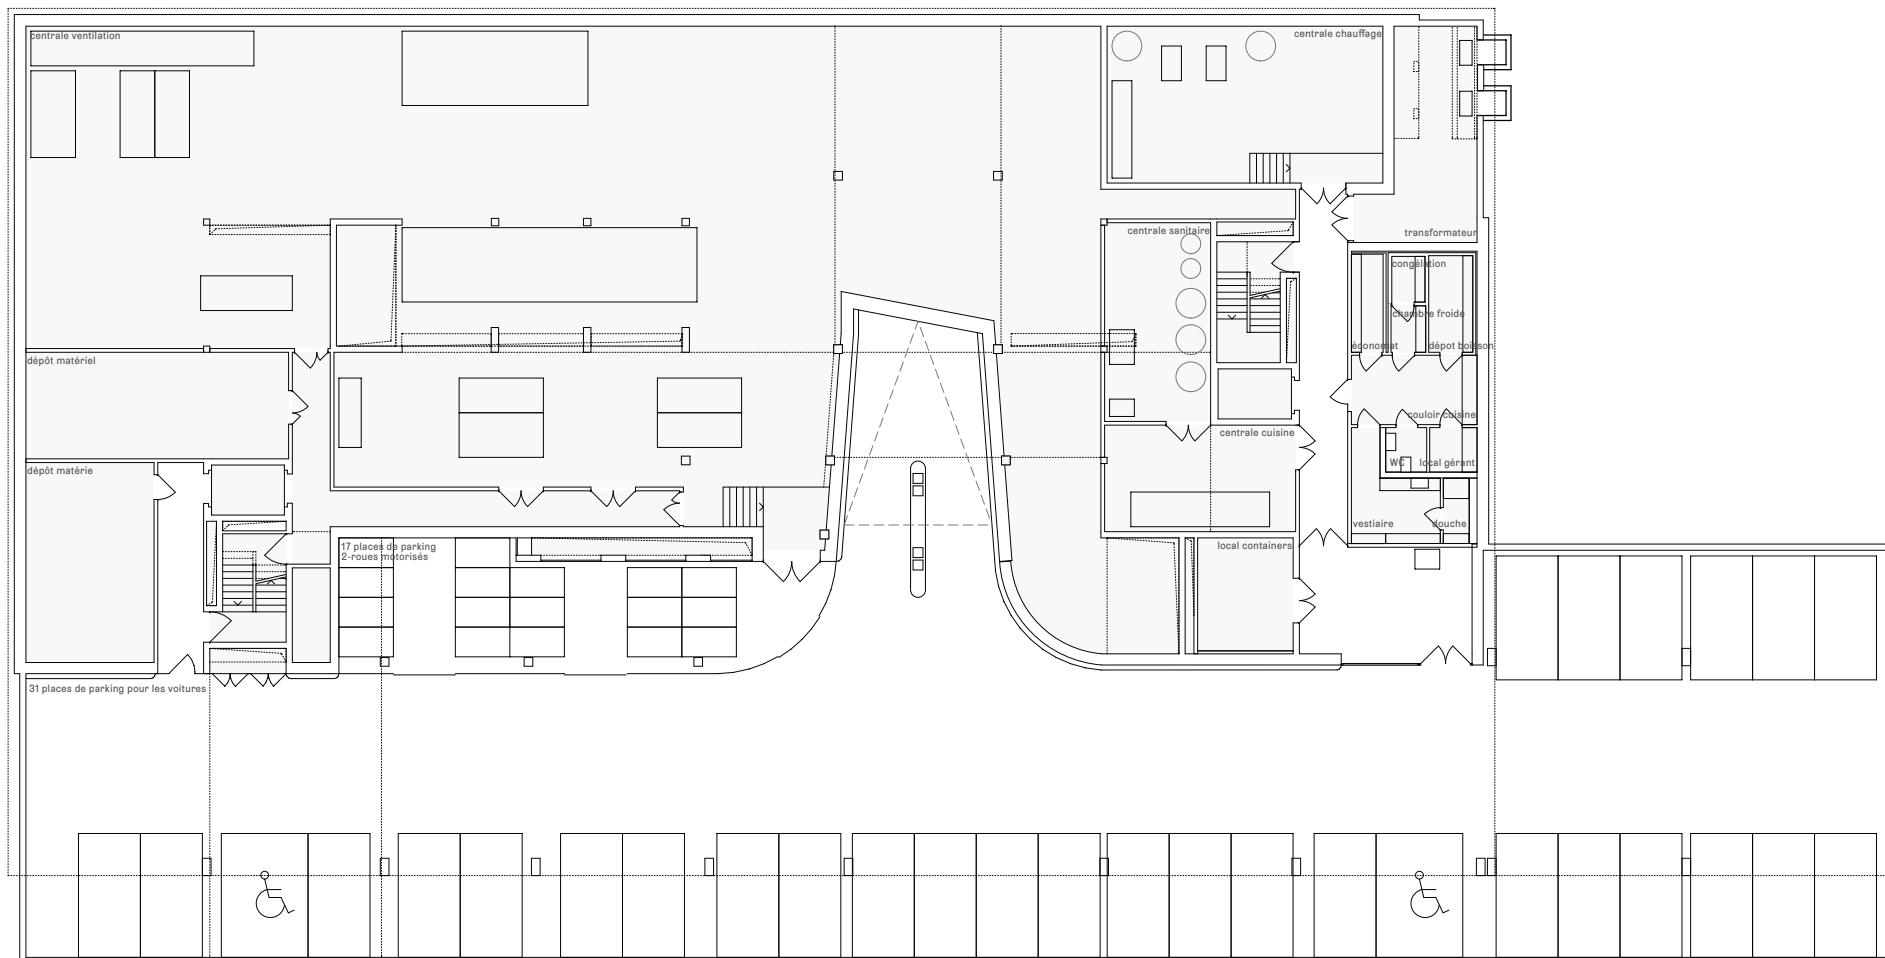 centrale ventilation
centrale chauffage
centrale sanitaire
transformateur
congélation
chambre froide
économat
dépot boisson
dépôt matèriel
couloir cuisine
centrale cuisine
WC
local gérant
dépôt matérie
vestiaire
douche
17 places de parking
2-roues motorisés
local containers
31 places de parking pour les voitures